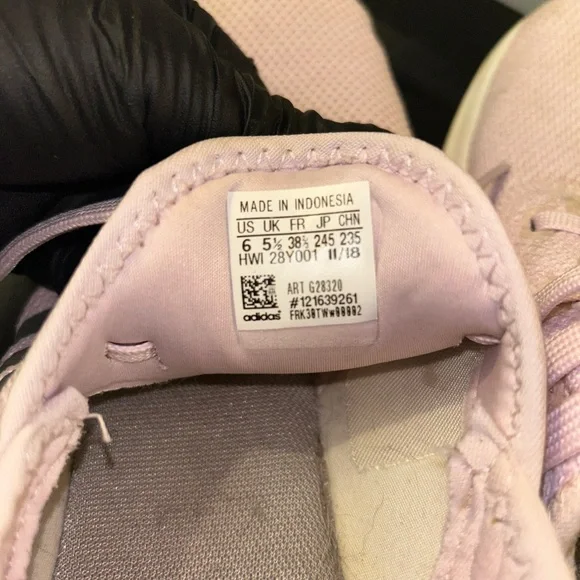 MADE IN INDONESIA
US UK FR JP CHN
6 5½ 38⅔ 245 235
HWI 28Y001 11/18
ART G28320
#121639261
adidas FRK30TWw00002